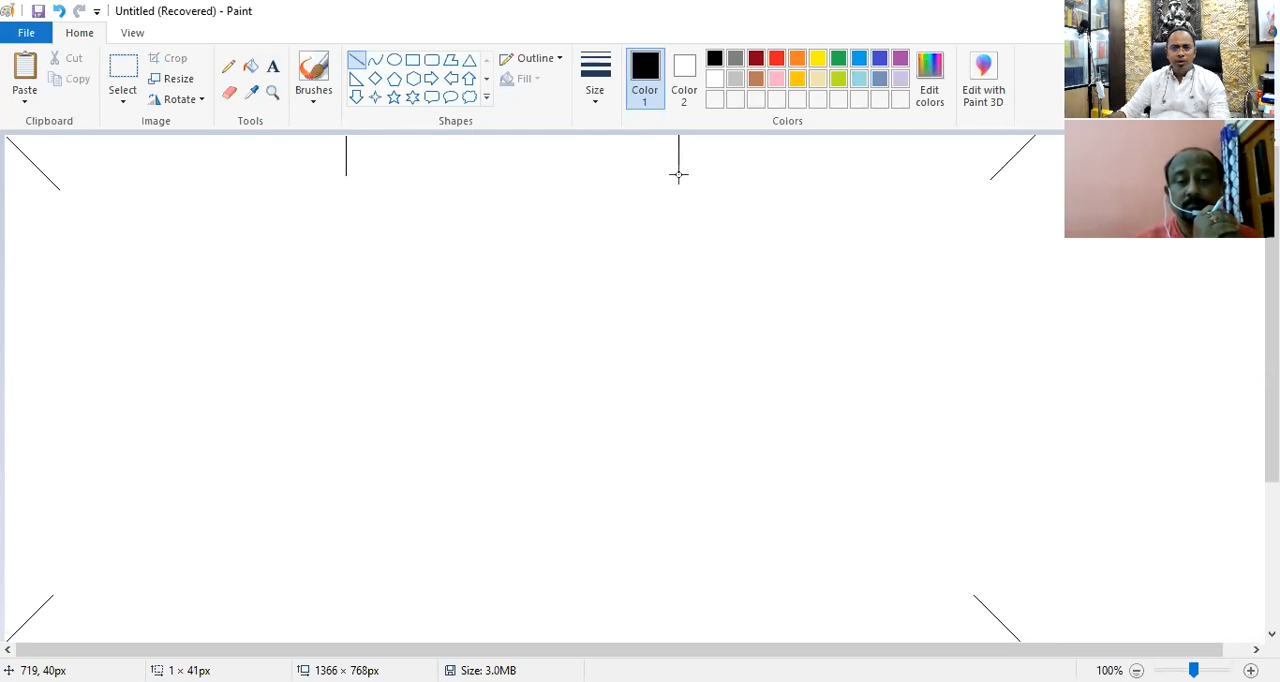 Untitled (Recovered) - Paint
File Home View
Paste Cut Copy Clipboard
Select Crop Resize Rotate Image
A Tools
Brushes
Shapes Outline Fill
Size
Color 1 Color 2 Colors
Edit colors
Edit with Paint 3D
719, 40px 1 × 41px 1366 × 768px Size: 3.0MB 100%